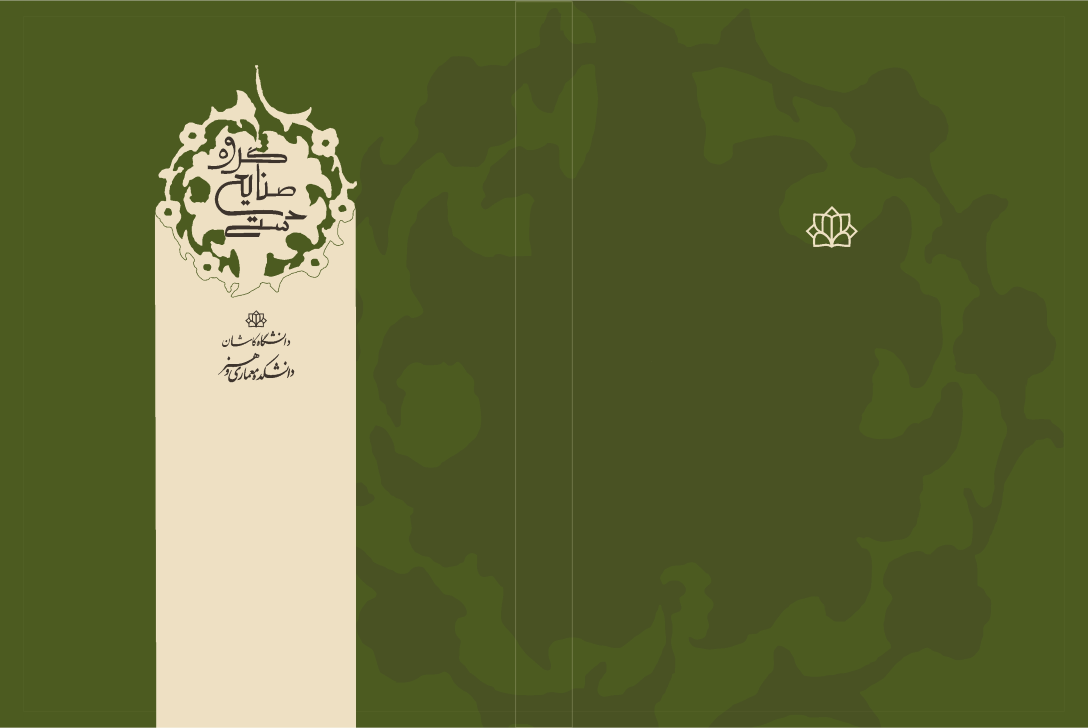 گروه
صنایع
دستی
دانشگاه کاشان
دانشکده معماری و هنر